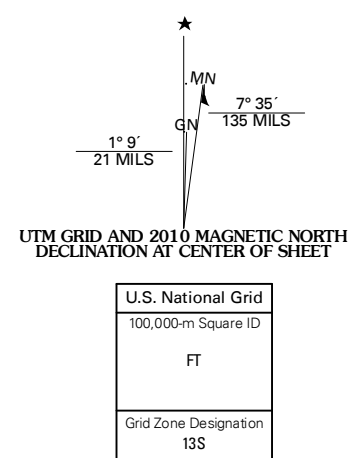 MN
7° 35´
135 MILS
GN
1° 9´
21 MILS
UTM GRID AND 2010 MAGNETIC NORTH
DECLINATION AT CENTER OF SHEET
U.S. National Grid
100,000-m Square ID
FT
Grid Zone Designation
13S